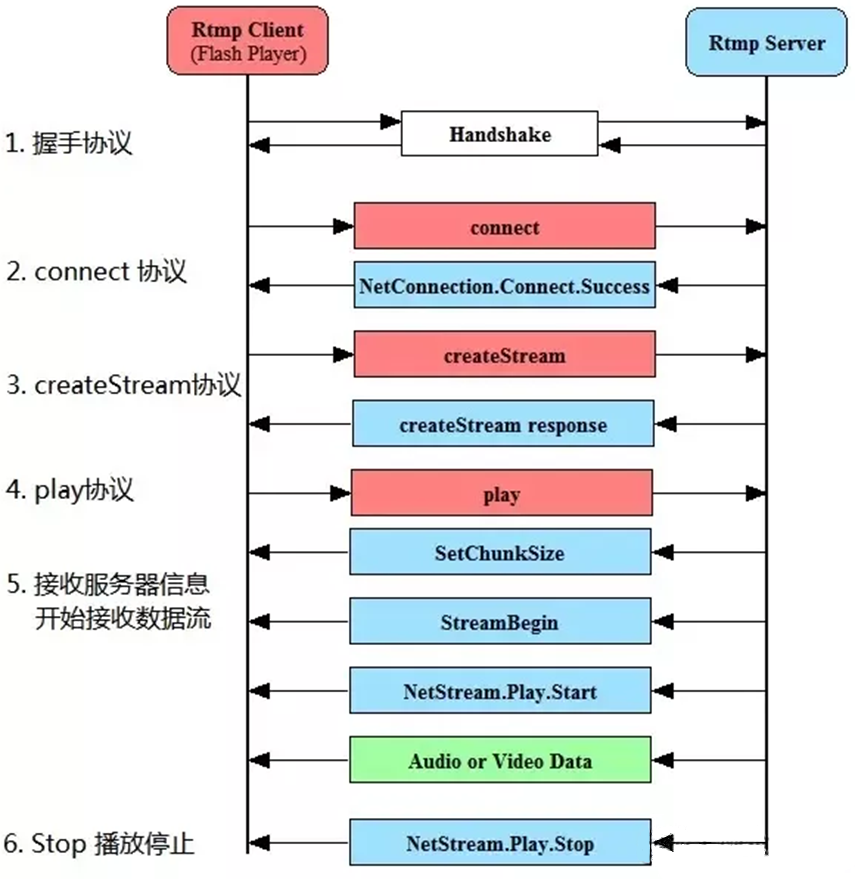 Rtmp Client
(Flash Player)
Rtmp Server
Handshake
1. 握手协议
connect
2. connect 协议
NetConnection.Connect.Success
createStream
3. createStream协议
createStream response
4. play协议
play
SetChunkSize
5. 接收服务器信息
开始接收数据流
StreamBegin
NetStream.Play.Start
Audio or Video Data
6. Stop 播放停止
NetStream.Play.Stop